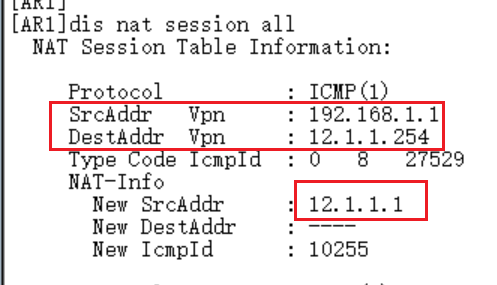 [AR1]
[AR1]dis nat session all
NAT Session Table Information:
Protocol : ICMP(1)
SrcAddr Vpn : 192.168.1.1
DestAddr Vpn : 12.1.1.254
Type Code IcmpId : 0 8 27529
NAT-Info
New SrcAddr : 12.1.1.1
New DestAddr : ----
New IcmpId : 10255